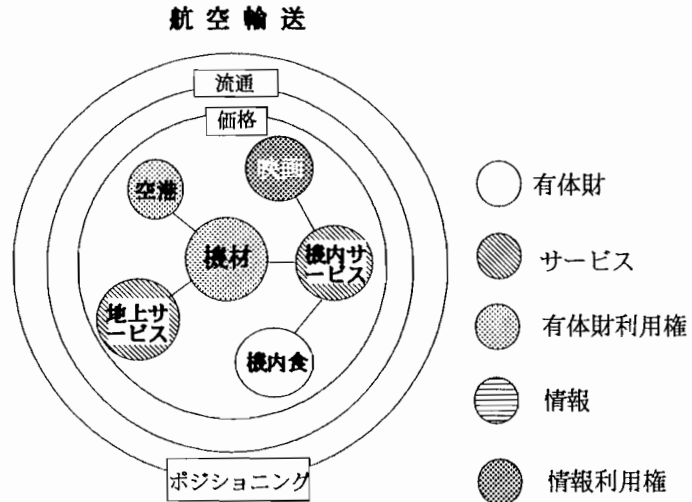 航空輸送
流通
価格
映画
空港
機材
機内サ
ービス
地上サ
ービス
機内食
ポジショニング
有体財
サービス
有体財利用権
情報
情報利用権